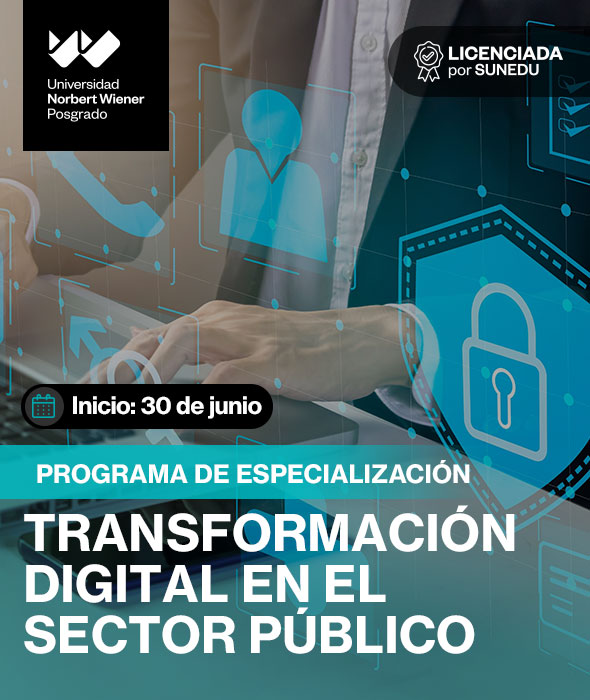 Universidad
Norbert Wiener
Posgrado
LICENCIADA
por SUNEDU
Inicio: 30 de junio
PROGRAMA DE ESPECIALIZACIÓN
TRANSFORMACIÓN
DIGITAL EN EL
SECTOR PÚBLICO